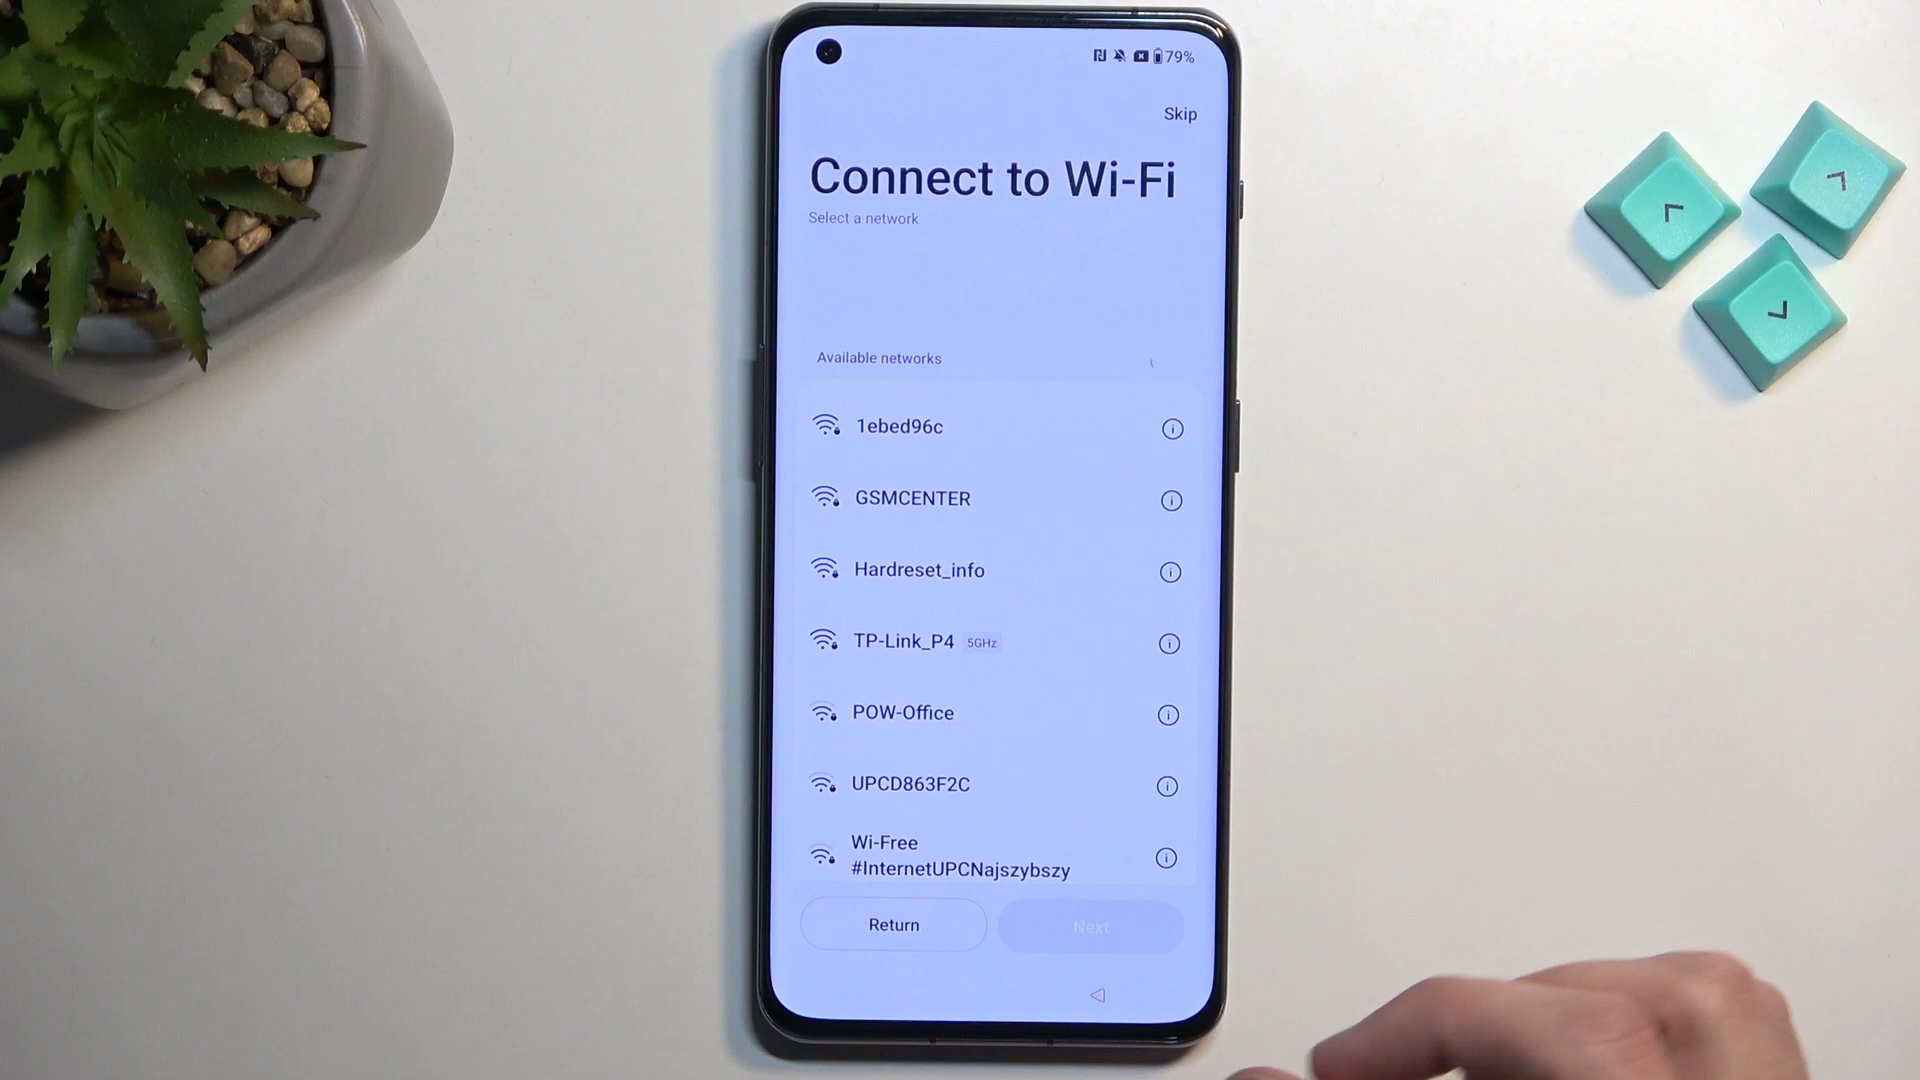 79%
Skip
Connect to Wi-Fi
Select a network
Available networks
1ebed96c
GSMCENTER
Hardreset_info
TP-Link_P4 5GHz
POW-Office
UPCD863F2C
Wi-Free
#InternetUPCNajszybszy
Return Next